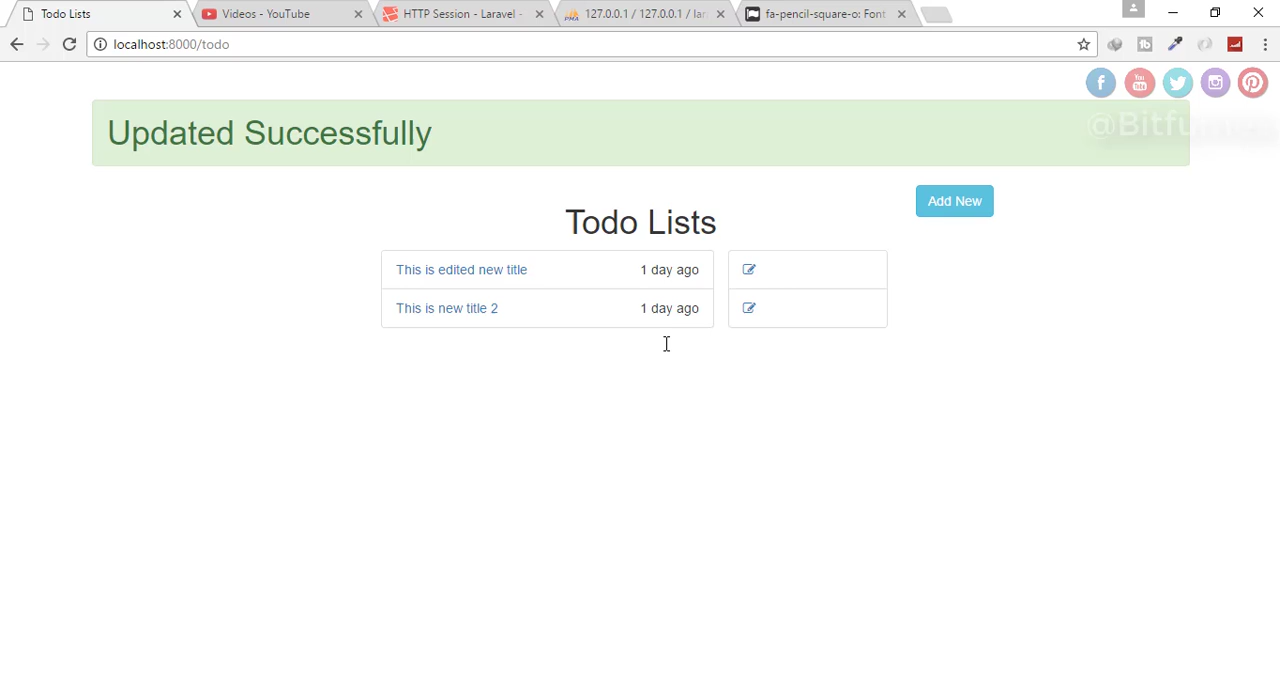 Todo Lists
Videos - YouTube
HTTP Session - Laravel -
127.0.0.1 / 127.0.0.1 / lar
fa-pencil-square-o: Font
localhost:8000/todo
You
Tube
Updated Successfully
Add New
Todo Lists
This is edited new title 1 day ago
This is new title 2 1 day ago